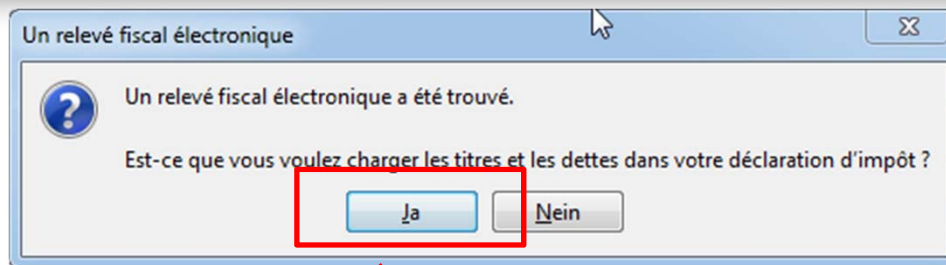 Un relevé fiscal électronique
Un relevé fiscal électronique a été trouvé.
Est-ce que vous voulez charger les titres et les dettes dans votre déclaration d'impôt ?
Ja Nein